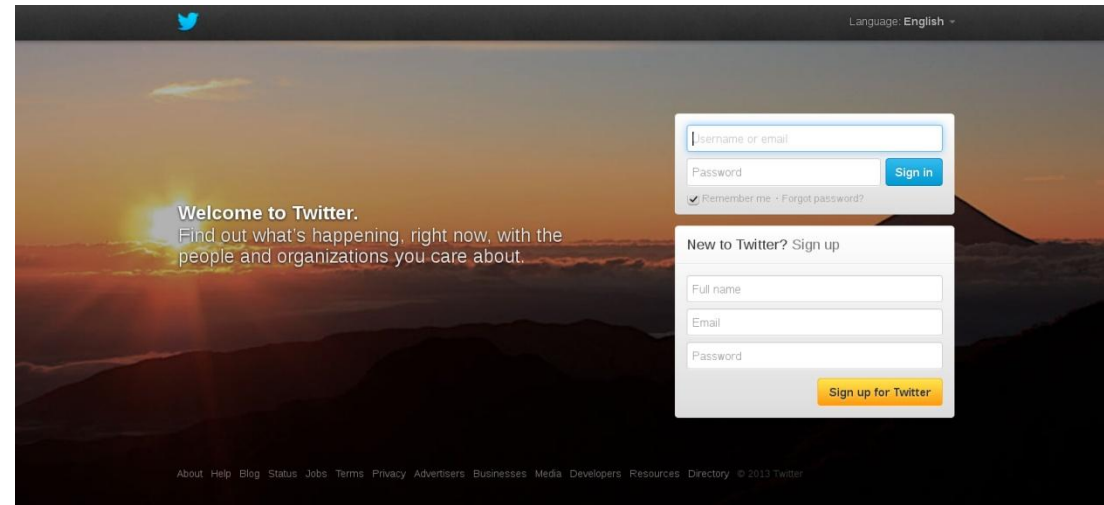 Language: English
Welcome to Twitter.
Find out what's happening, right now, with the
people and organizations you care about.
Username or email
Password
Sign in
Remember me · Forgot password?
New to Twitter? Sign up
Full name
Email
Password
Sign up for Twitter
About Help Blog Status Jobs Terms Privacy Advertisers Businesses Media Developers Resources Directory © 2013 Twitter